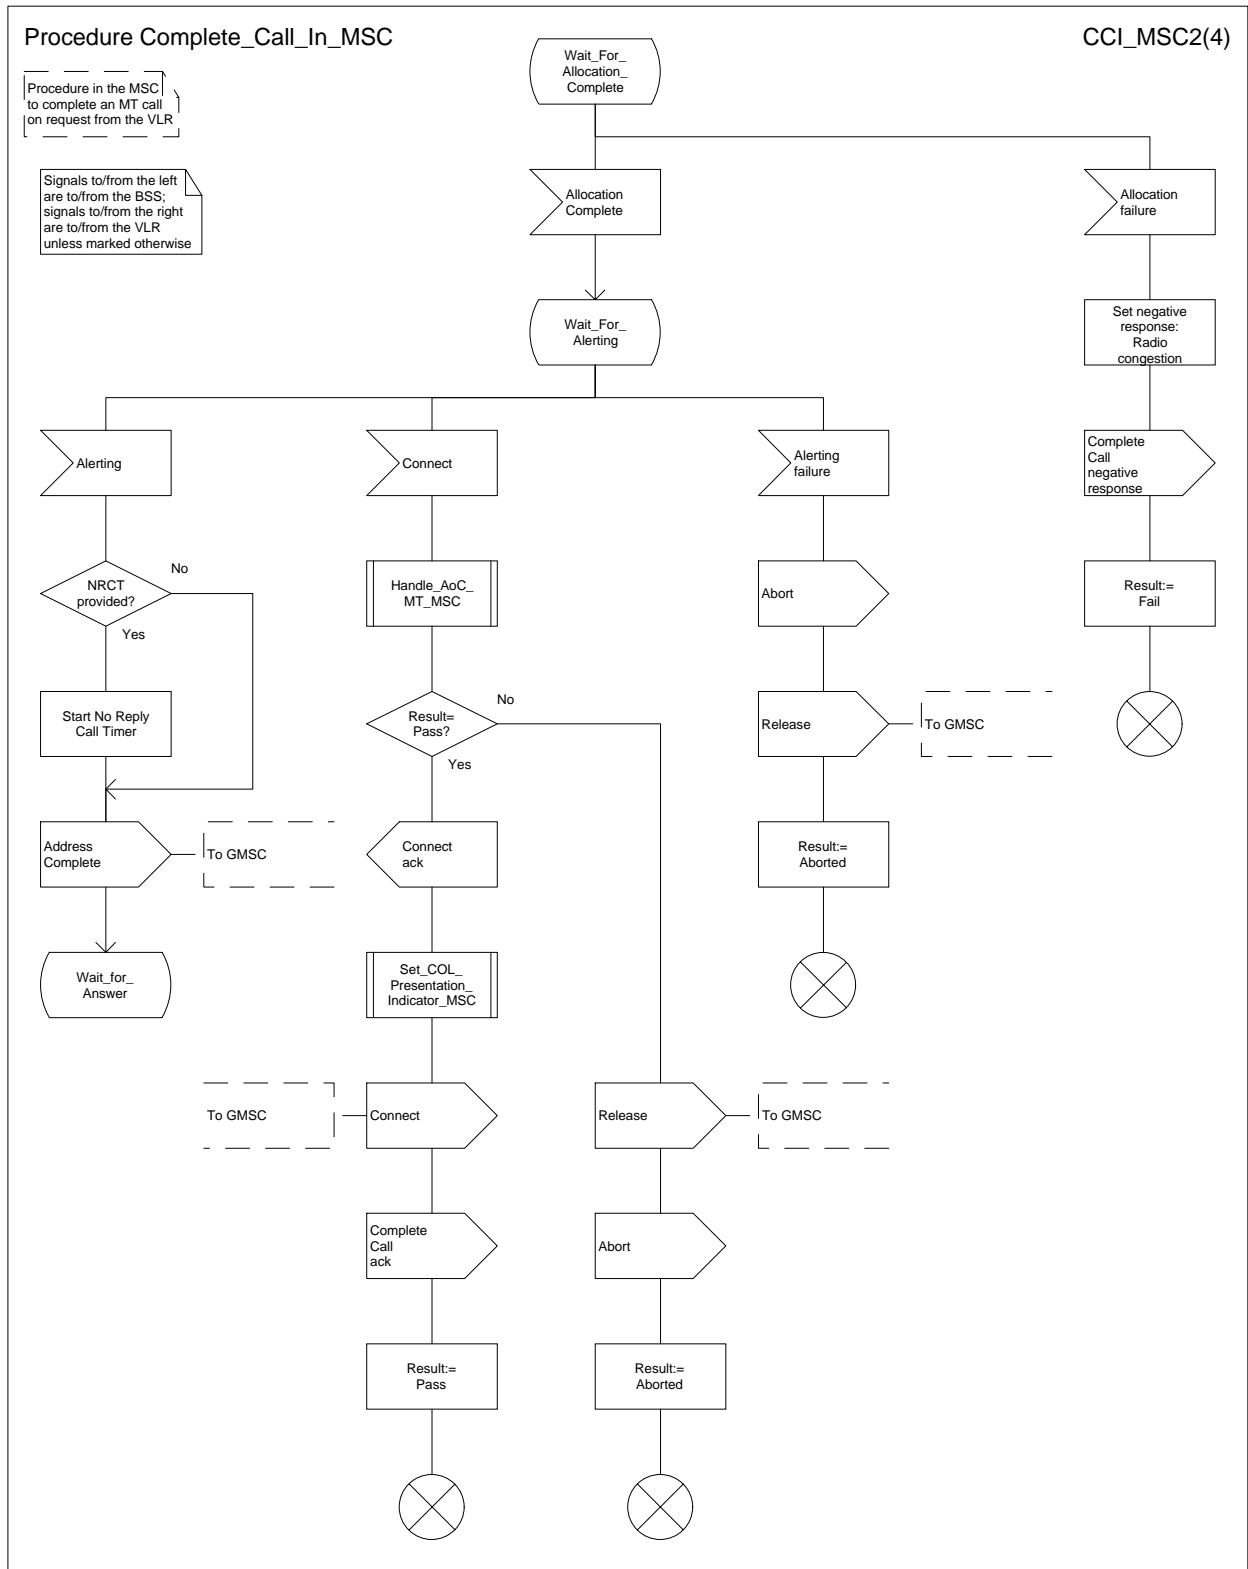 Procedure Complete_Call_In_MSC
CCI_MSC2(4)
Procedure in the MSC
to complete an MT call
on request from the VLR
Signals to/from the left
are to/from the BSS;
signals to/from the right
are to/from the VLR
unless marked otherwise
Wait_For_
Allocation_
Complete
Allocation
Complete
Allocation
failure
Wait_For_
Alerting
Set negative
response:
Radio
congestion
Alerting
Connect
Alerting
failure
Complete
Call
negative
response
NRCT
provided?
No
Yes
Handle_AoC_
MT_MSC
Abort
Result:=
Fail
Start No Reply
Call Timer
Result=
Pass?
No
Yes
Release
To GMSC
Address
Complete
To GMSC
Connect
ack
Result:=
Aborted
Wait_for_
Answer
Set_COL_
Presentation_
Indicator_MSC
To GMSC
Connect
Release
To GMSC
Complete
Call
ack
Abort
Result:=
Pass
Result:=
Aborted